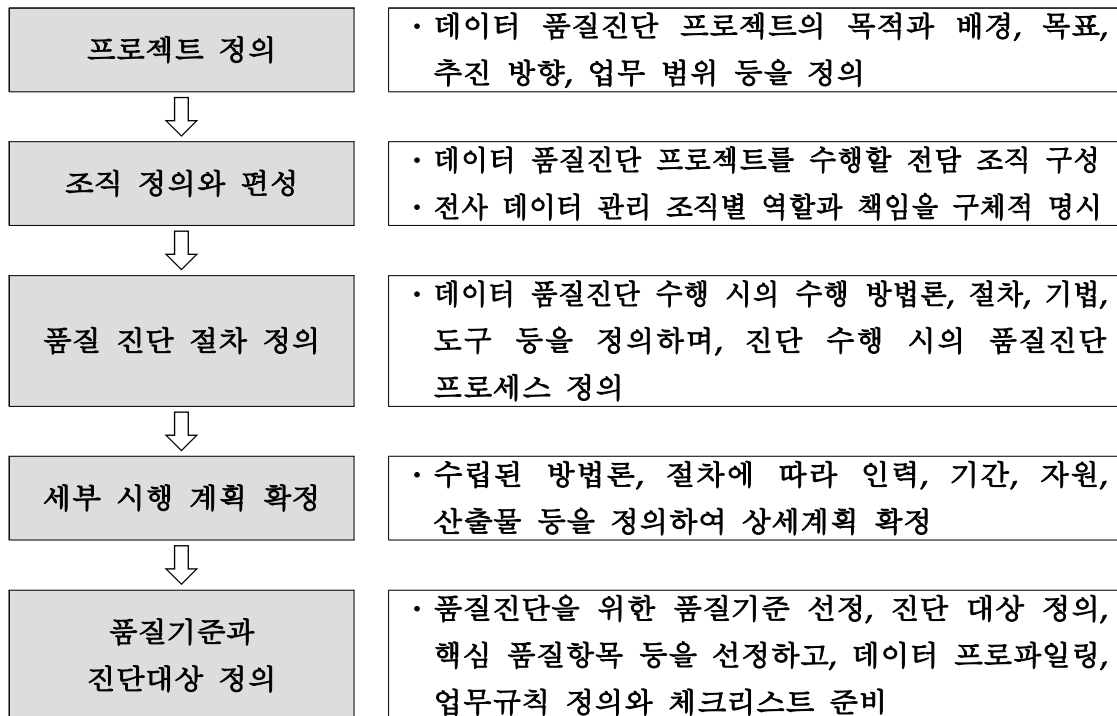 프로젝트 정의
· 데이터 품질진단 프로젝트의 목적과 배경, 목표,
추진 방향, 업무 범위 등을 정의
조직 정의와 편성
· 데이터 품질진단 프로젝트를 수행할 전담 조직 구성
· 전사 데이터 관리 조직별 역할과 책임을 구체적 명시
품질 진단 절차 정의
· 데이터 품질진단 수행 시의 수행 방법론, 절차, 기법,
도구 등을 정의하며, 진단 수행 시의 품질진단
프로세스 정의
세부 시행 계획 확정
· 수립된 방법론, 절차에 따라 인력, 기간, 자원,
산출물 등을 정의하여 상세계획 확정
품질기준과
진단대상 정의
· 품질진단을 위한 품질기준 선정, 진단 대상 정의,
핵심 품질항목 등을 선정하고, 데이터 프로파일링,
업무규칙 정의와 체크리스트 준비